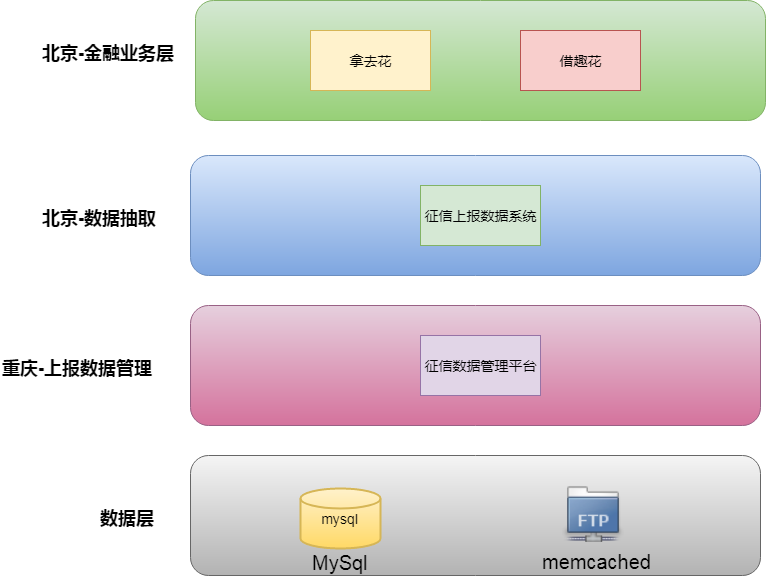 北京-金融业务层
拿去花
借趣花
北京-数据抽取
征信上报数据系统
重庆-上报数据管理
征信数据管理平台
数据层
mysql
FTP
MySql
memcached